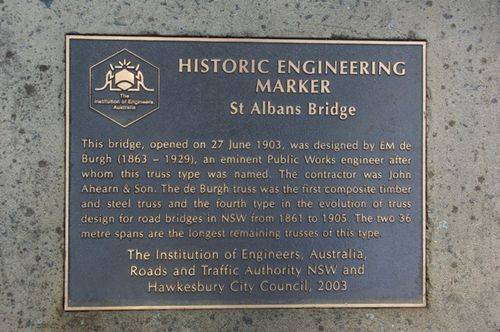 The
Institution of Engineers
Australia
HISTORIC ENGINEERING
MARKER
St Albans Bridge
This bridge, opened on 27 June 1903, was designed by EM de
Burgh (1863 – 1929), an eminent Public Works engineer after
whom this truss type was named. The contractor was John
Ahearn & Son. The de Burgh truss was the first composite timber
and steel truss and the fourth type in the evolution of truss
design for road bridges in NSW from 1861 to 1905. The two 36
metre spans are the longest remaining trusses of this type.
The Institution of Engineers, Australia,
Roads and Traffic Authority NSW and
Hawkesbury City Council, 2003